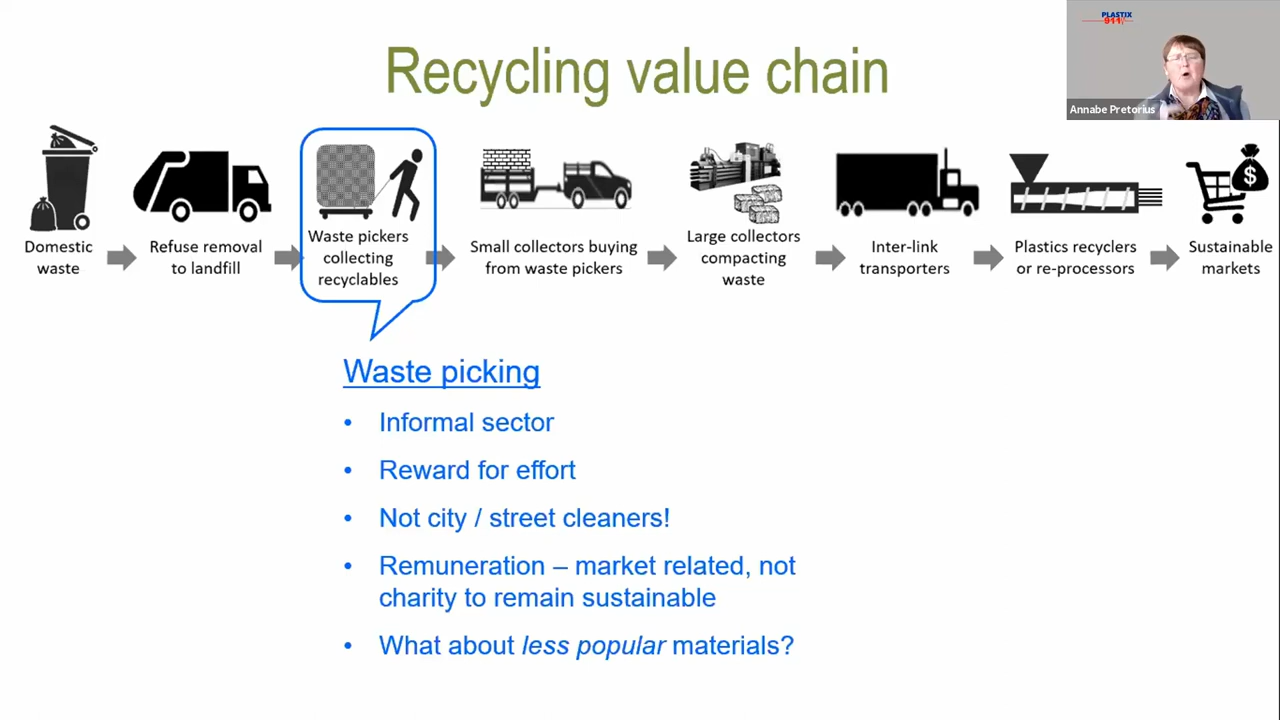 Recycling value chain
PLASTIX
911
Annabe Pretorius
Domestic
waste
Refuse removal
to landfill
Waste pickers
collecting
recyclables
Small collectors buying
from waste pickers
Large collectors
compacting
waste
Inter-link
transporters
Plastics recyclers
or re-processors
$
Sustainable
markets
Waste picking
• Informal sector
• Reward for effort
• Not city / street cleaners!
• Remuneration – market related, not
charity to remain sustainable
• What about less popular materials?